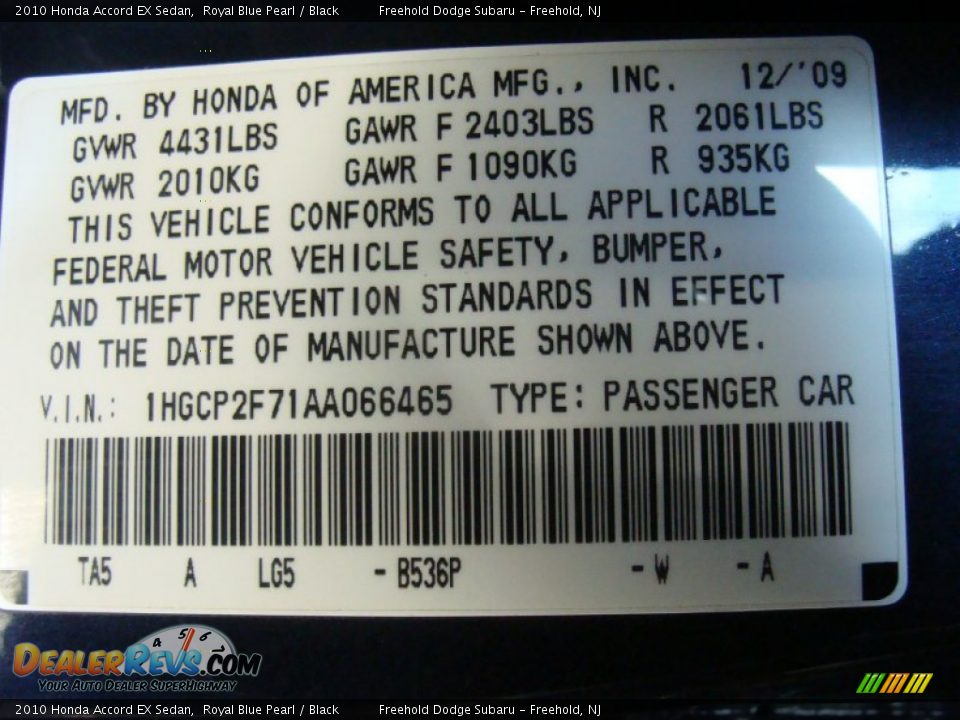 2010 Honda Accord EX Sedan,  Royal Blue Pearl / Black Freehold Dodge Subaru - Freehold, NJ
MFD. BY HONDA OF AMERICA MFG., INC. 12/'09
GVWR 4431LBS GAWR F 2403LBS R 2061LBS
GVWR 2010KG GAWR F 1090KG R 935KG
THIS VEHICLE CONFORMS TO ALL APPLICABLE
FEDERAL MOTOR VEHICLE SAFETY, BUMPER,
AND THEFT PREVENTION STANDARDS IN EFFECT
ON THE DATE OF MANUFACTURE SHOWN ABOVE.
V.I.N.: 1HGCP2F71AA066465 TYPE: PASSENGER CAR
TA5 A LG5 - B536P - W - A
4 5 6
DEALERREVS.COM
YOUR AUTO DEALER SUPERHIGHWAY
2010 Honda Accord EX Sedan,  Royal Blue Pearl / Black Freehold Dodge Subaru - Freehold, NJ